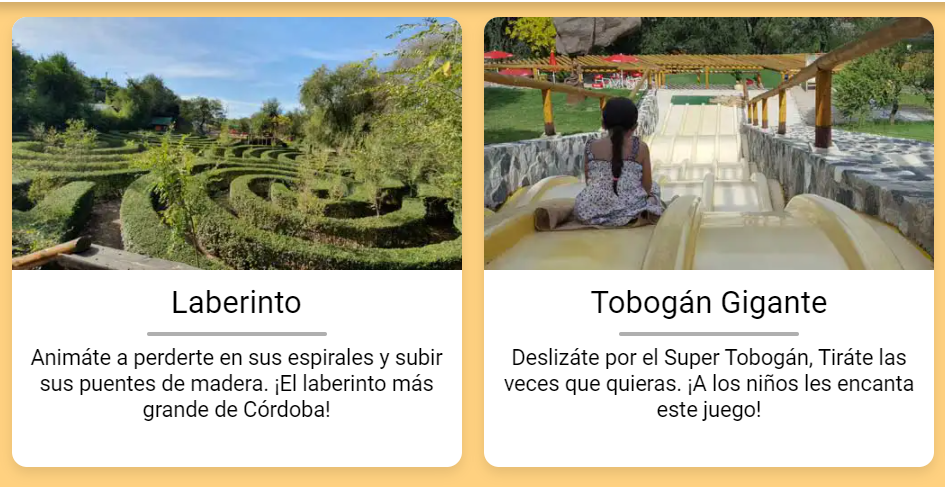 Laberinto
Animáte a perderte en sus espirales y subir
sus puentes de madera. ¡El laberinto más
grande de Córdoba!
Tobogán Gigante
Deslizáte por el Super Tobogán, Tiráte las
veces que quieras. ¡A los niños les encanta
este juego!